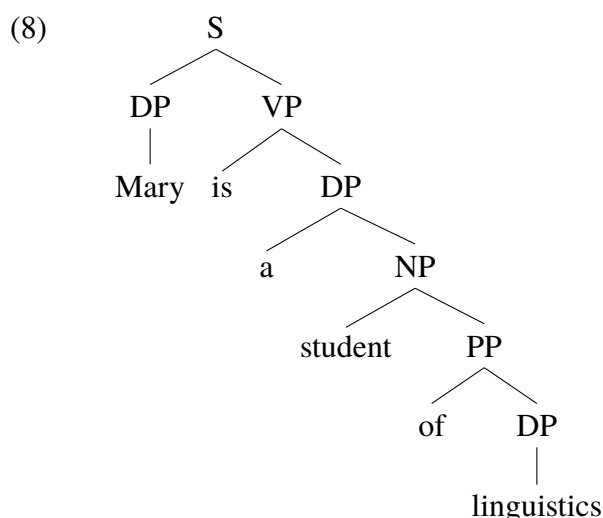 (8) S
DP VP
Mary is DP
a NP
student PP
of DP
linguistics